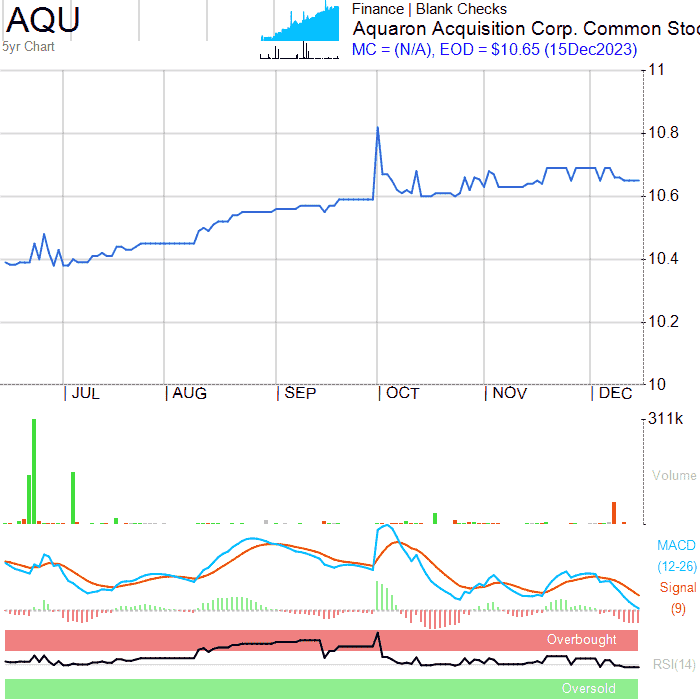 AQU
5yr Chart
Finance | Blank Checks
Aquaron Acquisition Corp. Common Stoc
MC = (N/A), EOD = $10.65 (15Dec2023)
11
10.8
10.6
10.4
10.2
10
JUL AUG SEP OCT NOV DEC
311k
Volume
MACD
(12-26)
Signal
(9)
Overbought
RSI(14)
Oversold